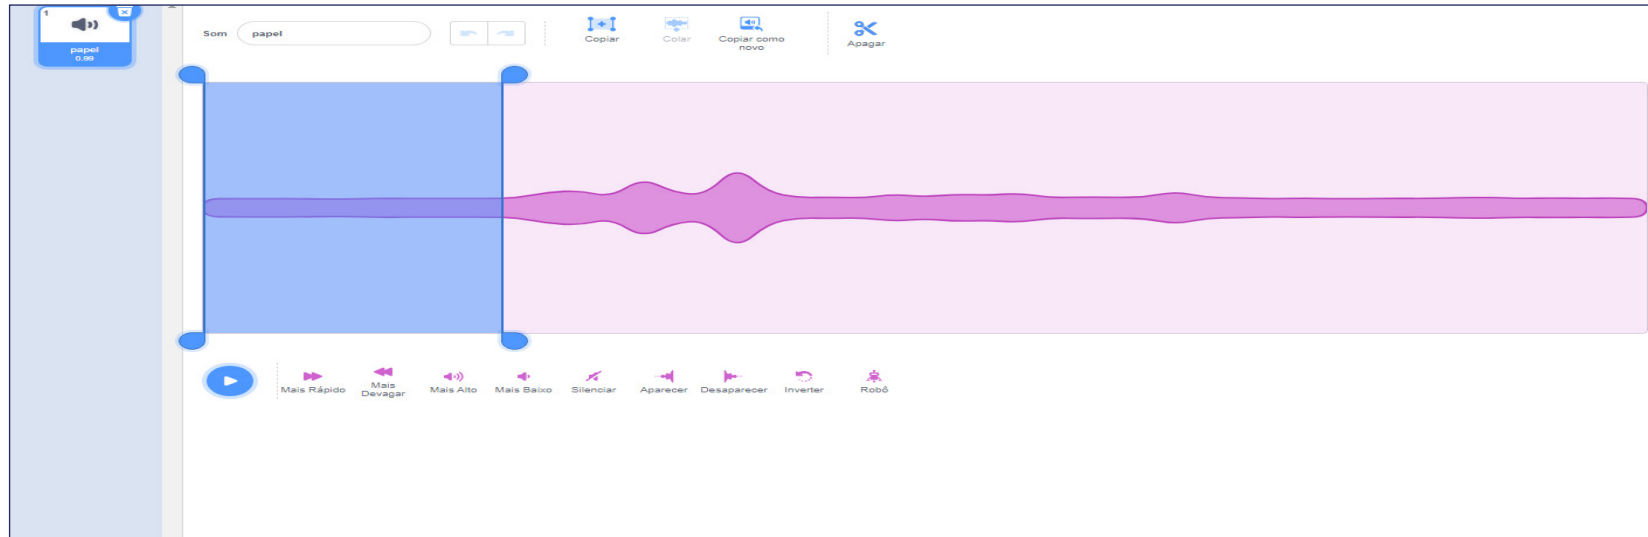 1
papel
0.99
Som
papel
Copiar
Colar
Copiar como
novo
Apagar
Mais Rápido
Mais
Devagar
Mais Alto
Mais Baixo
Silenciar
Aparecer
Desaparecer
Inverter
Robô